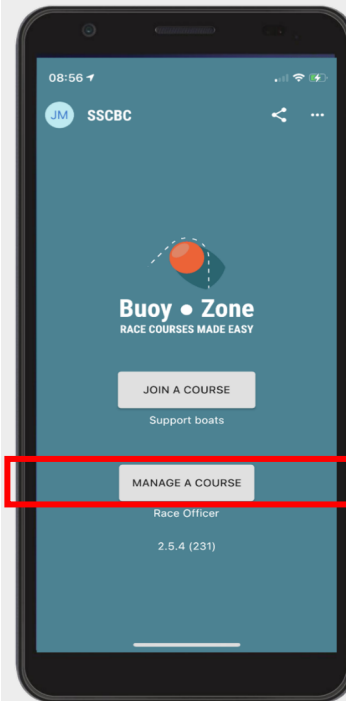 08:56
JM SSCBC
Buoy ● Zone
RACE COURSES MADE EASY
JOIN A COURSE
Support boats
MANAGE A COURSE
Race Officer
2.5.4 (231)